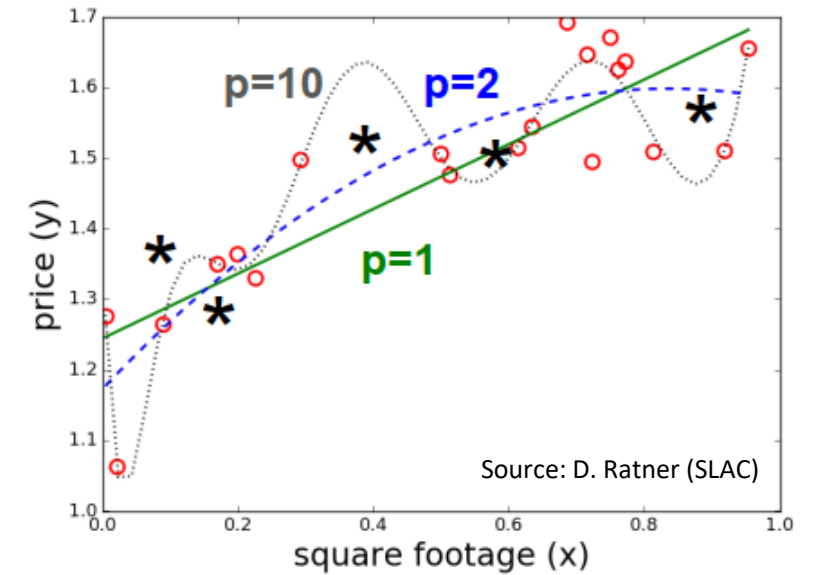 1.7
1.6
1.5
1.4
1.3
1.2
1.1
1.0
price (y)
p=10
p=2
*
*
*
*
*
p=1
Source: D. Ratner (SLAC)
0.0 0.2 0.4 0.6 0.8 1.0
square footage (x)